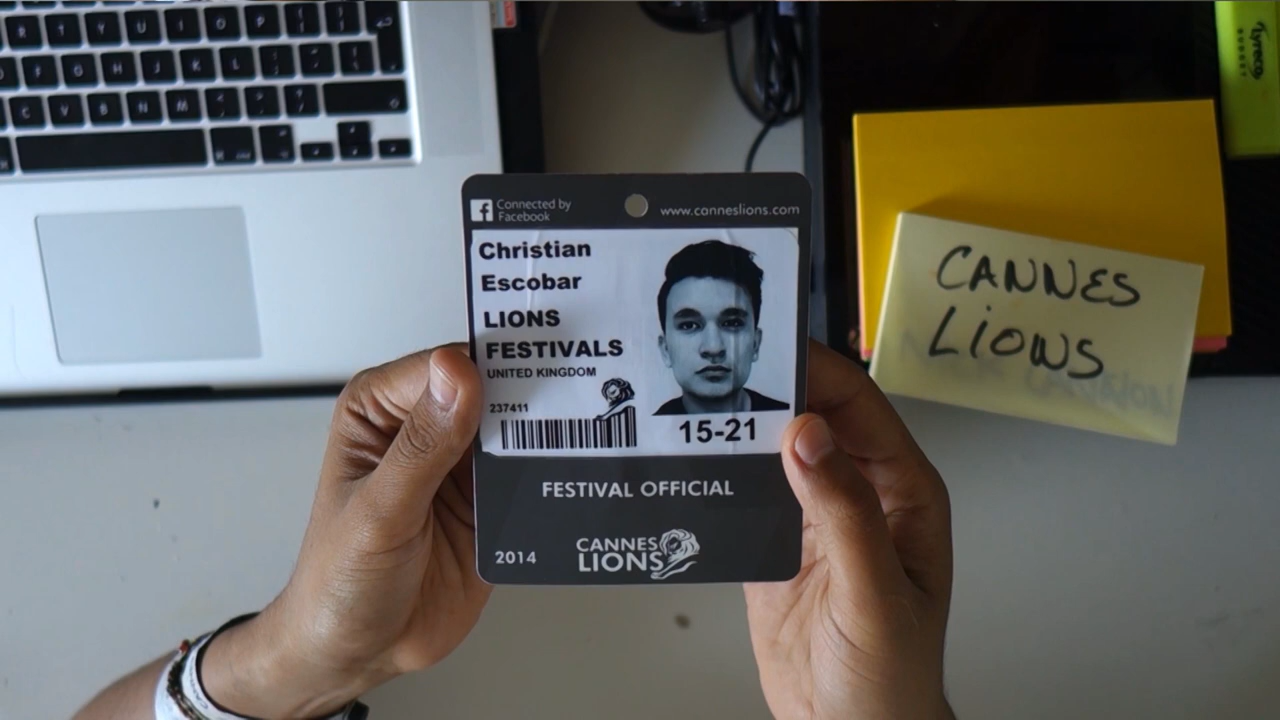 Connected by
Facebook
www.canneslions.com
Christian
Escobar
LIONS
FESTIVALS
UNITED KINGDOM
237411
15-21
FESTIVAL OFFICIAL
2014
CANNES
LIONS
CANNES
LIONS
lyreco
R T Y U I O P
F G H J K L
C V B N M